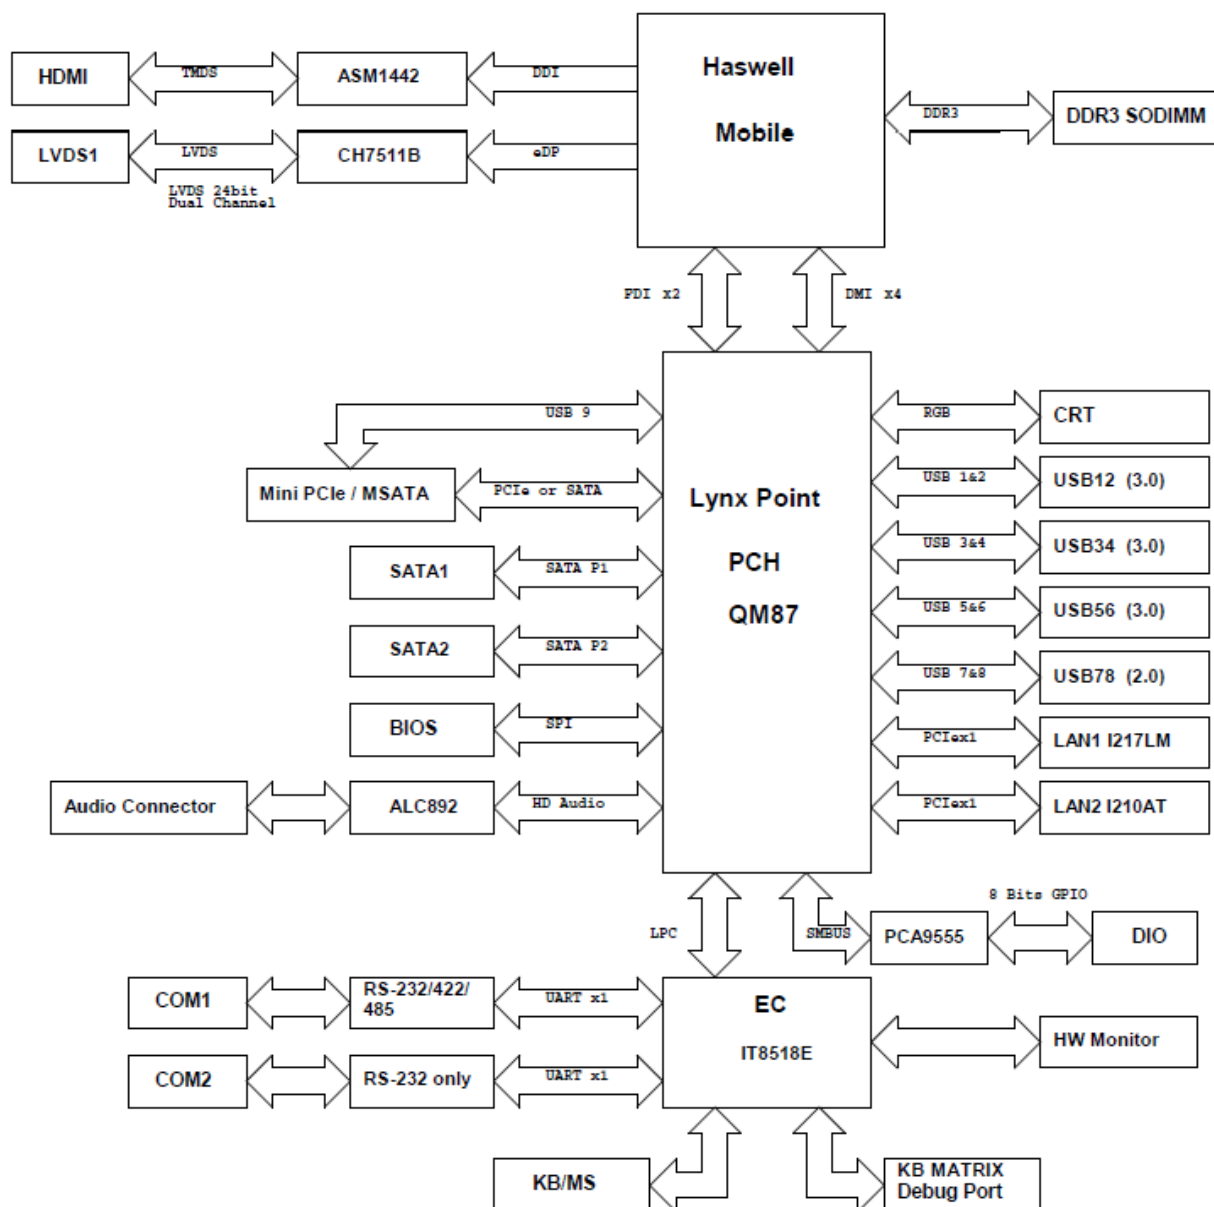 HDMI
TMDS
ASM1442
DDI
Haswell
Mobile
DDR3
DDR3 SODIMM
LVDS1
LVDS
CH7511B
eDP
LVDS 24bit
Dual Channel
FDI x2
DMI x4
USB 9
Mini PCIe / MSATA
PCIe or SATA
SATA1
SATA P1
SATA2
SATA P2
BIOS
SPI
Audio Connector
ALC892
HD Audio
Lynx Point
PCH
QM87
RGB
CRT
USB 1&2
USB12 (3.0)
USB 3&4
USB34 (3.0)
USB 5&6
USB56 (3.0)
USB 7&8
USB78 (2.0)
PCIex1
LAN1 I217LM
PCIex1
LAN2 I210AT
LPC
SMBUS
PCA9555
8 Bits GPIO
DIO
COM1
RS-232/422/
485
UART x1
COM2
RS-232 only
UART x1
EC
IT8518E
HW Monitor
KB/MS
KB MATRIX
Debug Port